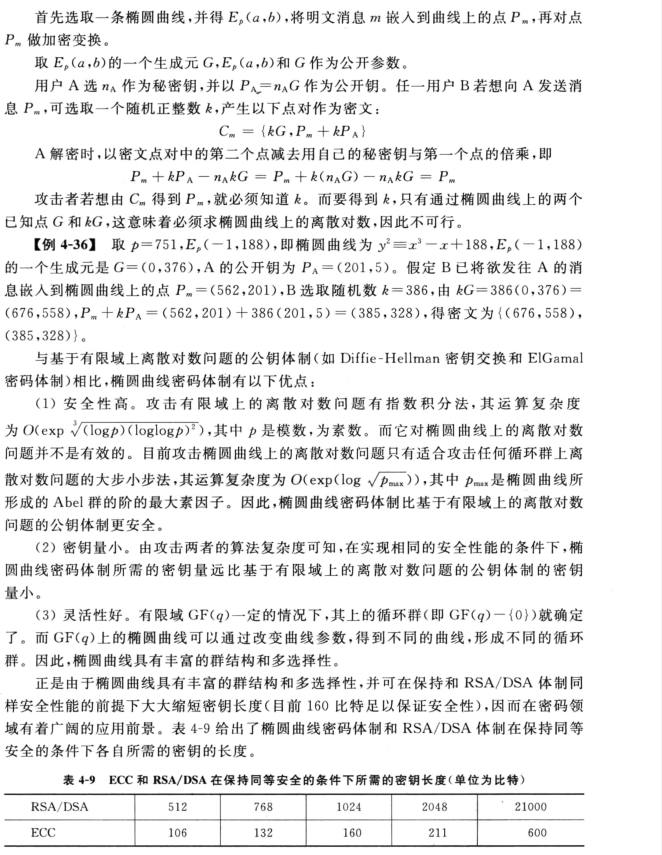 首先选取一条椭圆曲线,并得 Eₚ(a,b),将明文消息 m 嵌入到曲线上的点 Pₘ,再对点
Pₘ 做加密变换。
取 Eₚ(a,b)的一个生成元 G,Eₚ(a,b)和 G 作为公开参数。
用户 A 选 n_A 作为秘密钥,并以 P_A=n_AG 作为公开钥。任一用户 B 若想向 A 发送消
息 Pₘ,可选取一个随机正整数 k,产生以下点对作为密文:
Cₘ = {kG,Pₘ + kP_A}
A 解密时,以密文点对中的第二个点减去用自己的秘密钥与第一个点的倍乘,即
Pₘ + kP_A − n_AkG = Pₘ + k(n_AG) − n_AkG = Pₘ
攻击者若想由 Cₘ 得到 Pₘ,就必须知道 k。而要得到 k,只有通过椭圆曲线上的两个
已知点 G 和 kG,这意味着必须求椭圆曲线上的离散对数,因此不可行。
【例 4-36】 取 p=751,Eₚ(−1,188),即椭圆曲线为 y²≡x³−x+188,Eₚ(−1,188)
的一个生成元是 G=(0,376),A 的公开钥为 P_A=(201,5)。假定 B 已将欲发往 A 的消
息嵌入到椭圆曲线上的点 Pₘ=(562,201),B 选取随机数 k=386,由 kG=386(0,376)=
(676,558),Pₘ+kP_A=(562,201)+386(201,5)=(385,328),得密文为{(676,558),
(385,328)}。
与基于有限域上离散对数问题的公钥体制(如 Diffie-Hellman 密钥交换和 ElGamal
密码体制)相比,椭圆曲线密码体制有以下优点:
(1) 安全性高。攻击有限域上的离散对数问题有指数积分法,其运算复杂度
为 O(exp ∛((logp)(loglogp)²)),其中 p 是模数,为素数。而它对椭圆曲线上的离散对数
问题并不是有效的。目前攻击椭圆曲线上的离散对数问题只有适合攻击任何循环群上离
散对数问题的大步小步法,其运算复杂度为 O(exp(log √pmax)),其中 pmax是椭圆曲线所
形成的 Abel 群的阶的最大素因子。因此,椭圆曲线密码体制比基于有限域上的离散对数
问题的公钥体制更安全。
(2) 密钥量小。由攻击两者的算法复杂度可知,在实现相同的安全性能的条件下,椭
圆曲线密码体制所需的密钥量远比基于有限域上的离散对数问题的公钥体制的密钥
量小。
(3) 灵活性好。有限域 GF(q)一定的情况下,其上的循环群(即 GF(q)−{0})就确定
了。而 GF(q)上的椭圆曲线可以通过改变曲线参数,得到不同的曲线,形成不同的循环
群。因此,椭圆曲线具有丰富的群结构和多选择性。
正是由于椭圆曲线具有丰富的群结构和多选择性,并可在保持和 RSA/DSA 体制同
样安全性能的前提下大大缩短密钥长度(目前 160 比特足以保证安全性),因而在密码领
域有着广阔的应用前景。表 4-9 给出了椭圆曲线密码体制和 RSA/DSA 体制在保持同等
安全的条件下各自所需的密钥的长度。
表 4-9 ECC 和 RSA/DSA 在保持同等安全的条件下所需的密钥长度(单位为比特)
RSA/DSA 512 768 1024 2048 21000
ECC 106 132 160 211 600